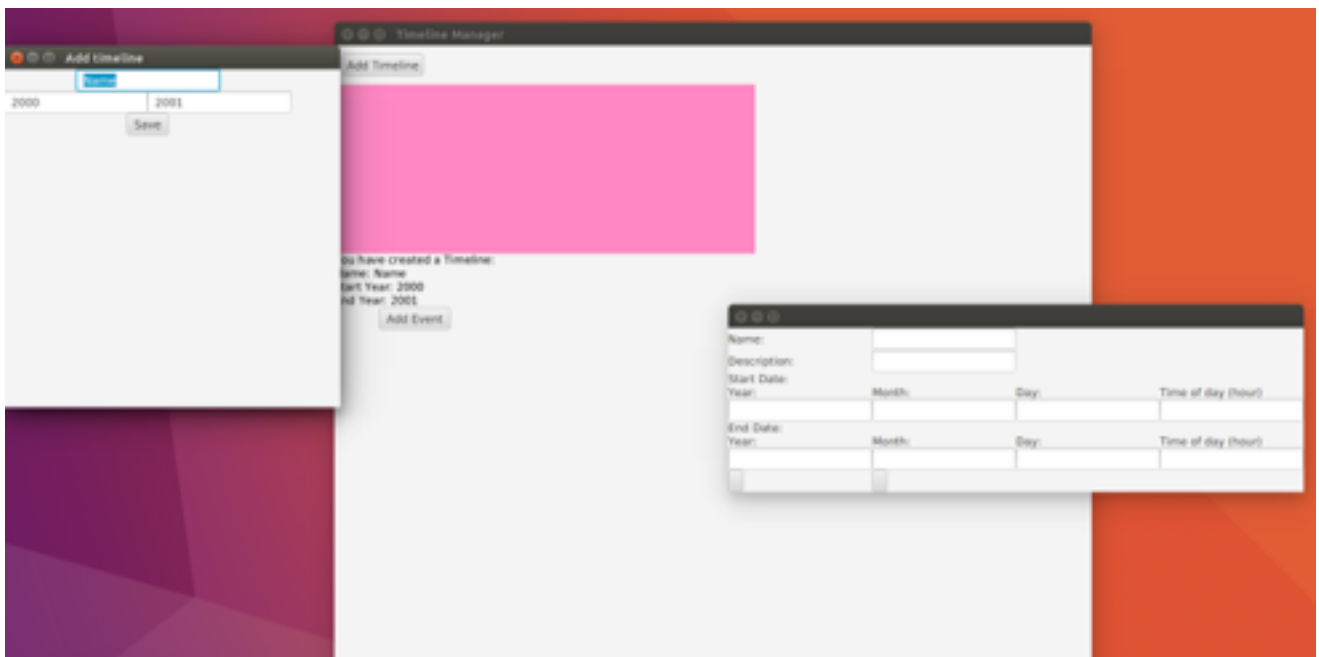 Timeline Manager
Add timeline
Add Timeline
Name
2000 2001
Save
ou have created a Timeline:
ame: Name
tart Year: 2000
nd Year: 2001
Add Event
Name:
Description:
Start Date:
Year: Month: Day: Time of day (hour)
End Date:
Year: Month: Day: Time of day (hour)